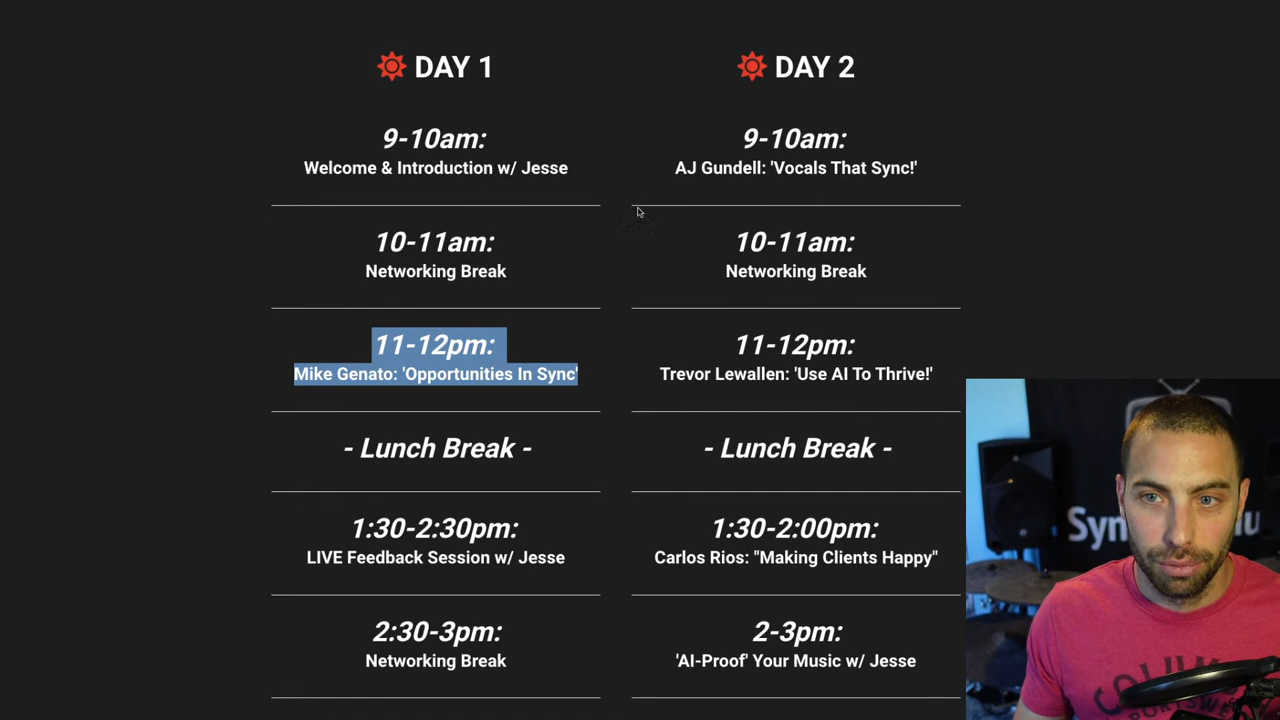 DAY 1
9-10am:
Welcome & Introduction w/ Jesse
10-11am:
Networking Break
11-12pm:
Mike Genato: 'Opportunities In Sync'
- Lunch Break -
1:30-2:30pm:
LIVE Feedback Session w/ Jesse
2:30-3pm:
Networking Break
DAY 2
9-10am:
AJ Gundell: 'Vocals That Sync!'
10-11am:
Networking Break
11-12pm:
Trevor Lewallen: 'Use AI To Thrive!'
- Lunch Break -
1:30-2:00pm:
Carlos Rios: "Making Clients Happy"
2-3pm:
'AI-Proof' Your Music w/ Jesse